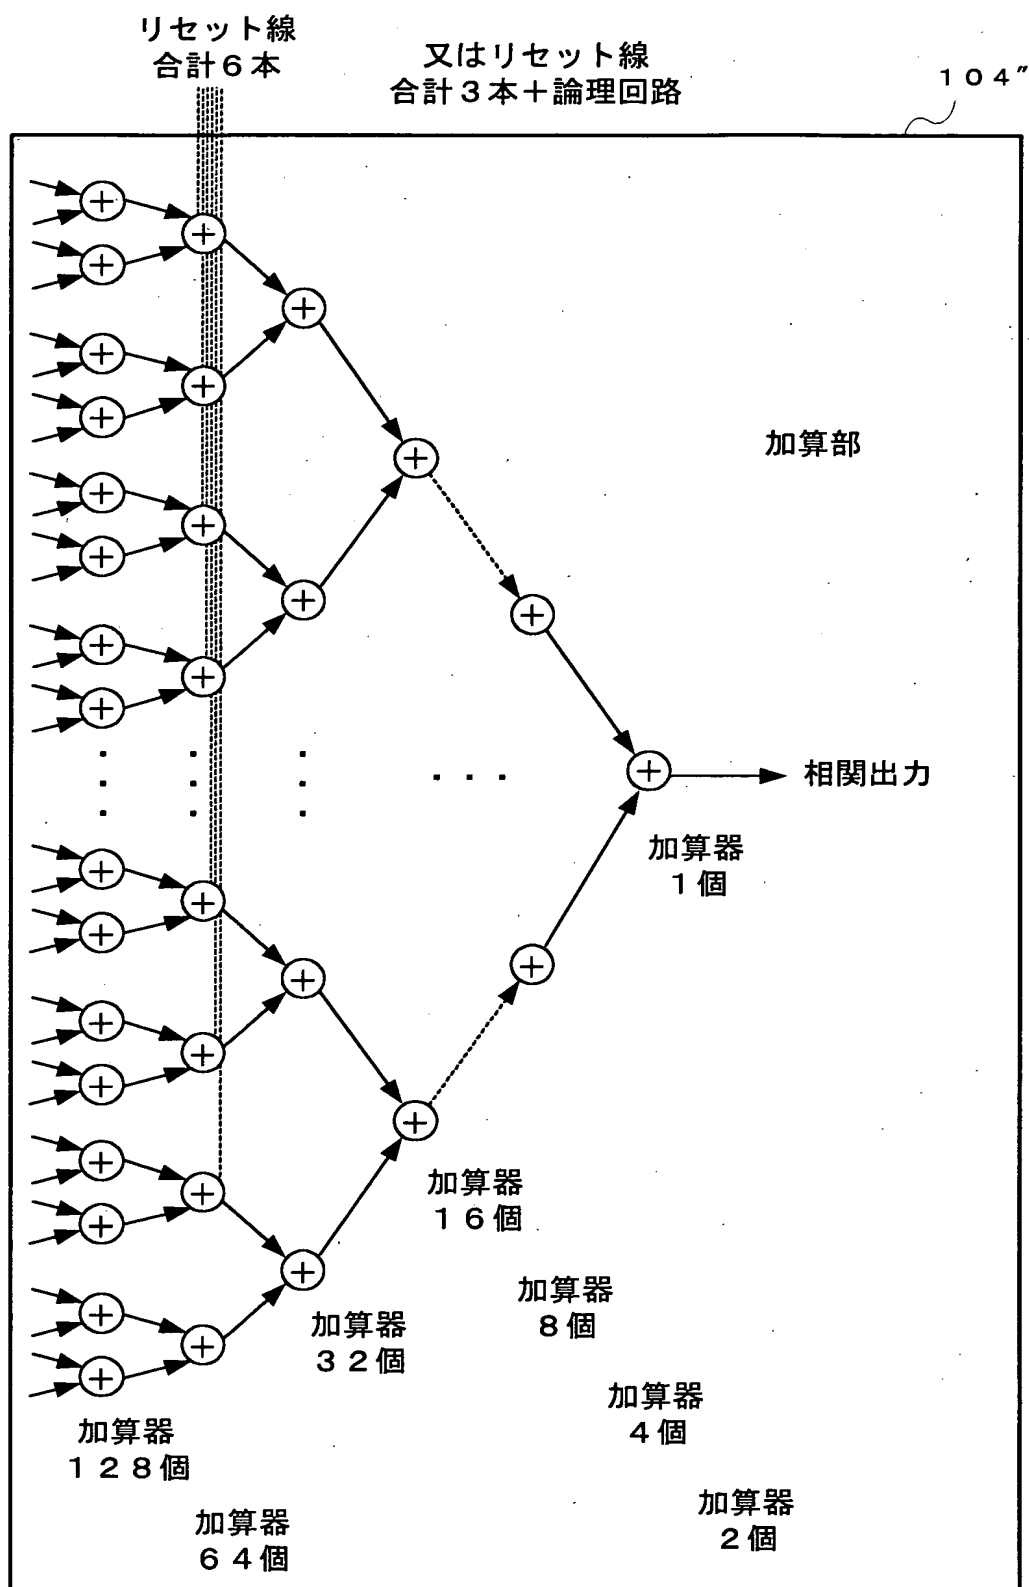 リセット線
合計6本
又はリセット線
合計3本+論理回路
104″
加算部
相関出力
加算器
1個
加算器
16個
加算器
8個
加算器
32個
加算器
4個
加算器
128個
加算器
2個
加算器
64個